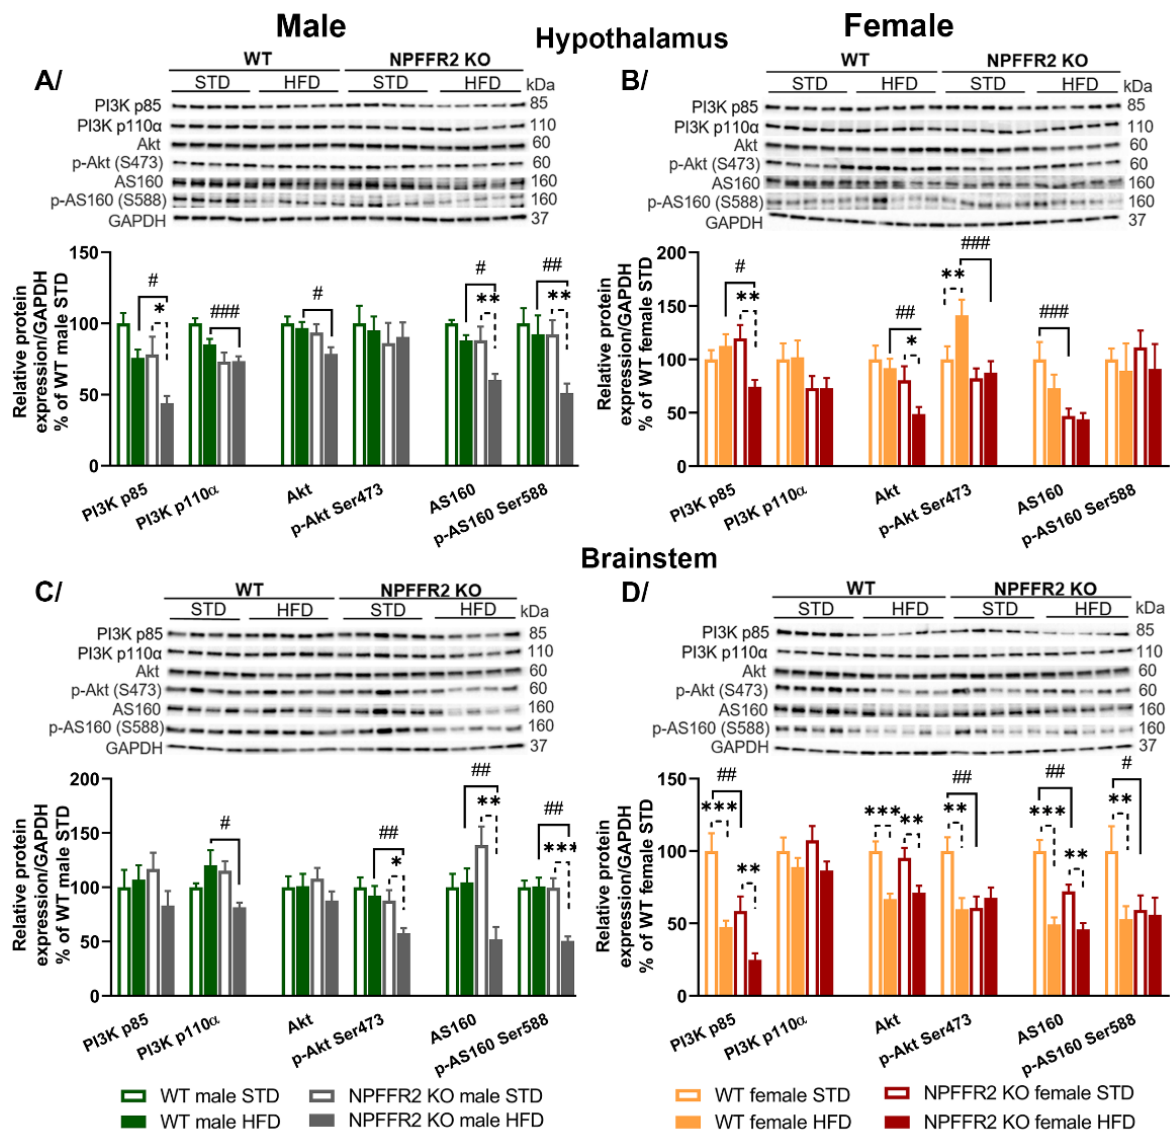 Male
Hypothalamus
Female
A/
WT
NPFFR2 KO
STD HFD STD HFD kDa
PI3K p85 85
PI3K p110α 110
Akt 60
p-Akt (S473) 60
AS160 160
p-AS160 (S588) 160
GAPDH 37
Relative protein
expression/GAPDH
% of WT male STD
150
100
50
0
# * ### # # ** ## **
PI3K p85
PI3K p110α
Akt
p-Akt Ser473
AS160
p-AS160 Ser588
B/
WT
NPFFR2 KO
STD HFD STD HFD kDa
PI3K p85 85
PI3K p110α 110
Akt 60
p-Akt (S473) 60
AS160 160
p-AS160 (S588) 160
GAPDH 37
Relative protein
expression/GAPDH
% of WT female STD
200
150
100
50
0
# ** ## * ** ### ###
PI3K p85
PI3K p110α
Akt
p-Akt Ser473
AS160
p-AS160 Ser588
Brainstem
C/
WT
NPFFR2 KO
STD HFD STD HFD kDa
PI3K p85 85
PI3K p110α 110
Akt 60
p-Akt (S473) 60
AS160 160
p-AS160 (S588) 160
GAPDH 37
Relative protein
expression/GAPDH
% of WT male STD
200
150
100
50
0
# ## * ## ** ## ***
PI3K p85
PI3K p110α
Akt
p-Akt Ser473
AS160
p-AS160 Ser588
D/
WT
NPFFR2 KO
STD HFD STD HFD kDa
PI3K p85 85
PI3K p110α 110
Akt 60
p-Akt (S473) 60
AS160 160
p-AS160 (S588) 160
GAPDH 37
Relative protein
expression/GAPDH
% of WT female STD
150
100
50
0
## *** ** *** ** ## ** ## *** ** # **
PI3K p85
PI3K p110α
Akt
p-Akt Ser473
AS160
p-AS160 Ser588
WT male STD
NPFFR2 KO male STD
WT male HFD
NPFFR2 KO male HFD
WT female STD
NPFFR2 KO female STD
WT female HFD
NPFFR2 KO female HFD